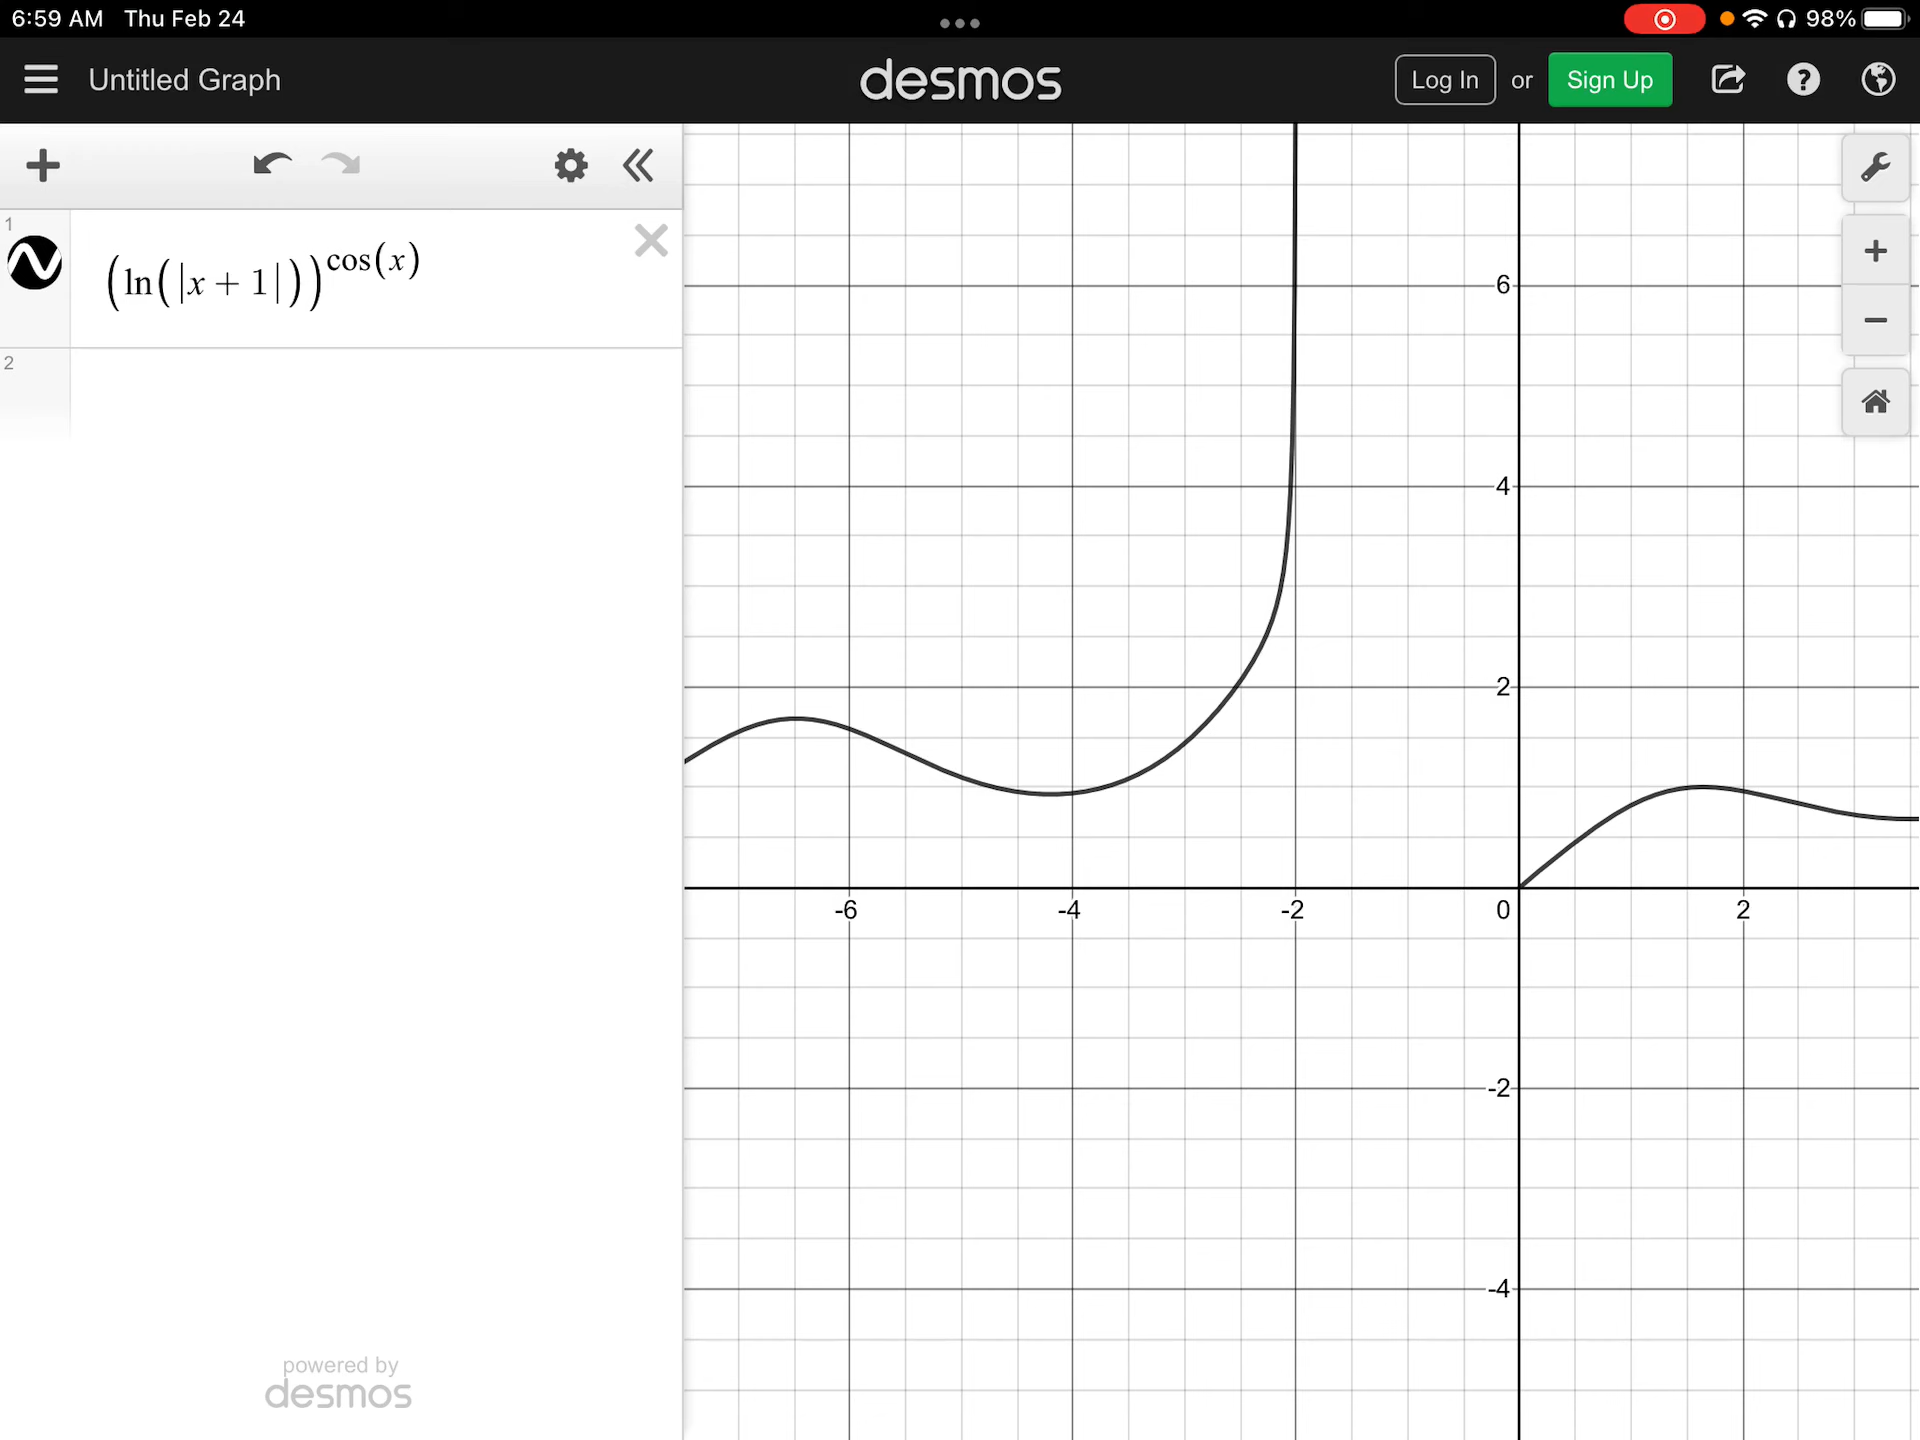 6:59 AM Thu Feb 24
98%
Untitled Graph
desmos
Log In or Sign Up
1
(ln(|x + 1|))^cos(x)
2
6
4
2
-6 -4 -2 0 2
-2
-4
powered by
desmos